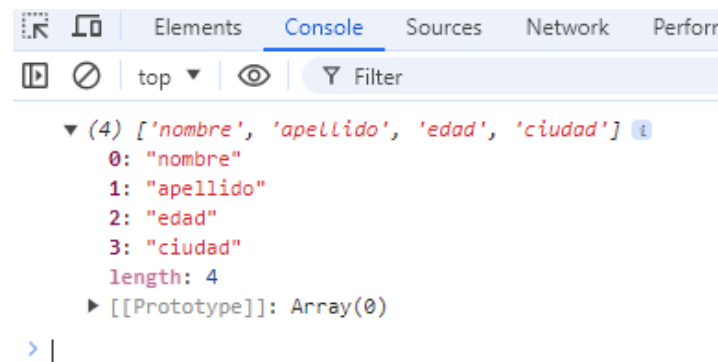 Elements Console Sources Network
top ▼ Filter
▼ (4) ['nombre', 'apellido', 'edad', 'ciudad'] i
0: "nombre"
1: "apellido"
2: "edad"
3: "ciudad"
length: 4
▶ [[Prototype]]: Array(0)
>